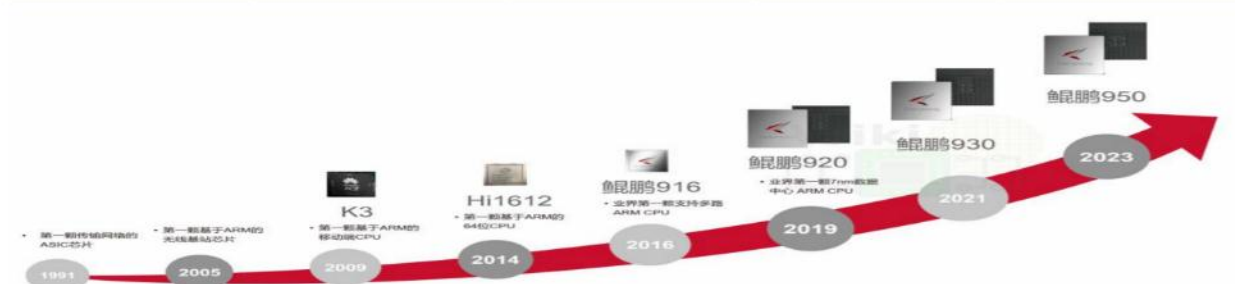 • 第一颗传输网络的
ASIC芯片
1991
• 第一颗基于ARM的
无线基站芯片
2005
K3
• 第一颗基于ARM的
移动端CPU
2009
Hi1612
• 第一颗基于ARM的
64位CPU
2014
鲲鹏916
• 业界第一颗支持多路
ARM CPU
2016
鲲鹏920
• 业界第一颗7nm数据
中心 ARM CPU
2019
鲲鹏930
2021
鲲鹏950
2023